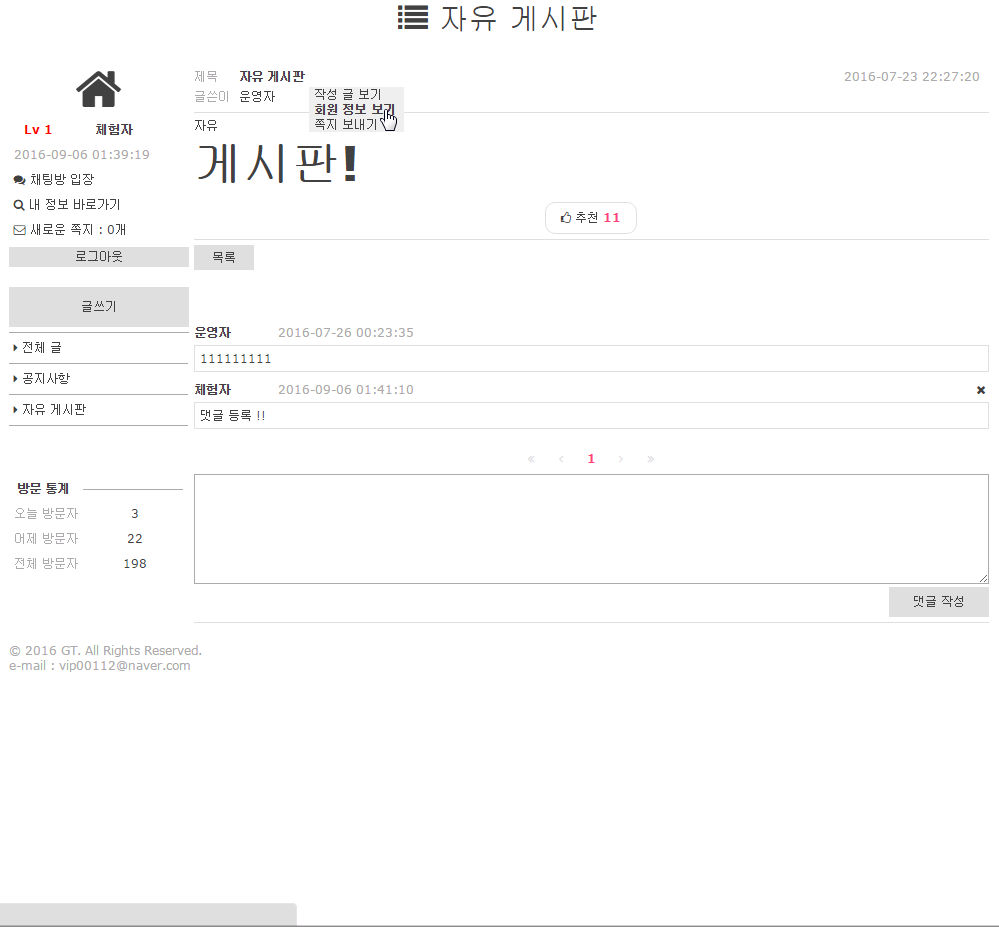 자유 게시판
Lv 1 체험자
2016-09-06 01:39:19
채팅방 입장
내 정보 바로가기
새로운 쪽지 : 0개
로그아웃
글쓰기
전체 글
공지사항
자유 게시판
방문 통계
오늘 방문자 3
어제 방문자 22
전체 방문자 198
제목 자유 게시판 2016-07-23 22:27:20
글쓴이 운영자
작성 글 보기
회원 정보 보기
쪽지 보내기
자유
게시판!
추천 11
목록
운영자 2016-07-26 00:23:35
111111111
체험자 2016-09-06 01:41:10
댓글 등록 !!
« ‹ 1 › »
댓글 작성
© 2016 GT. All Rights Reserved.
e-mail : vip00112@naver.com